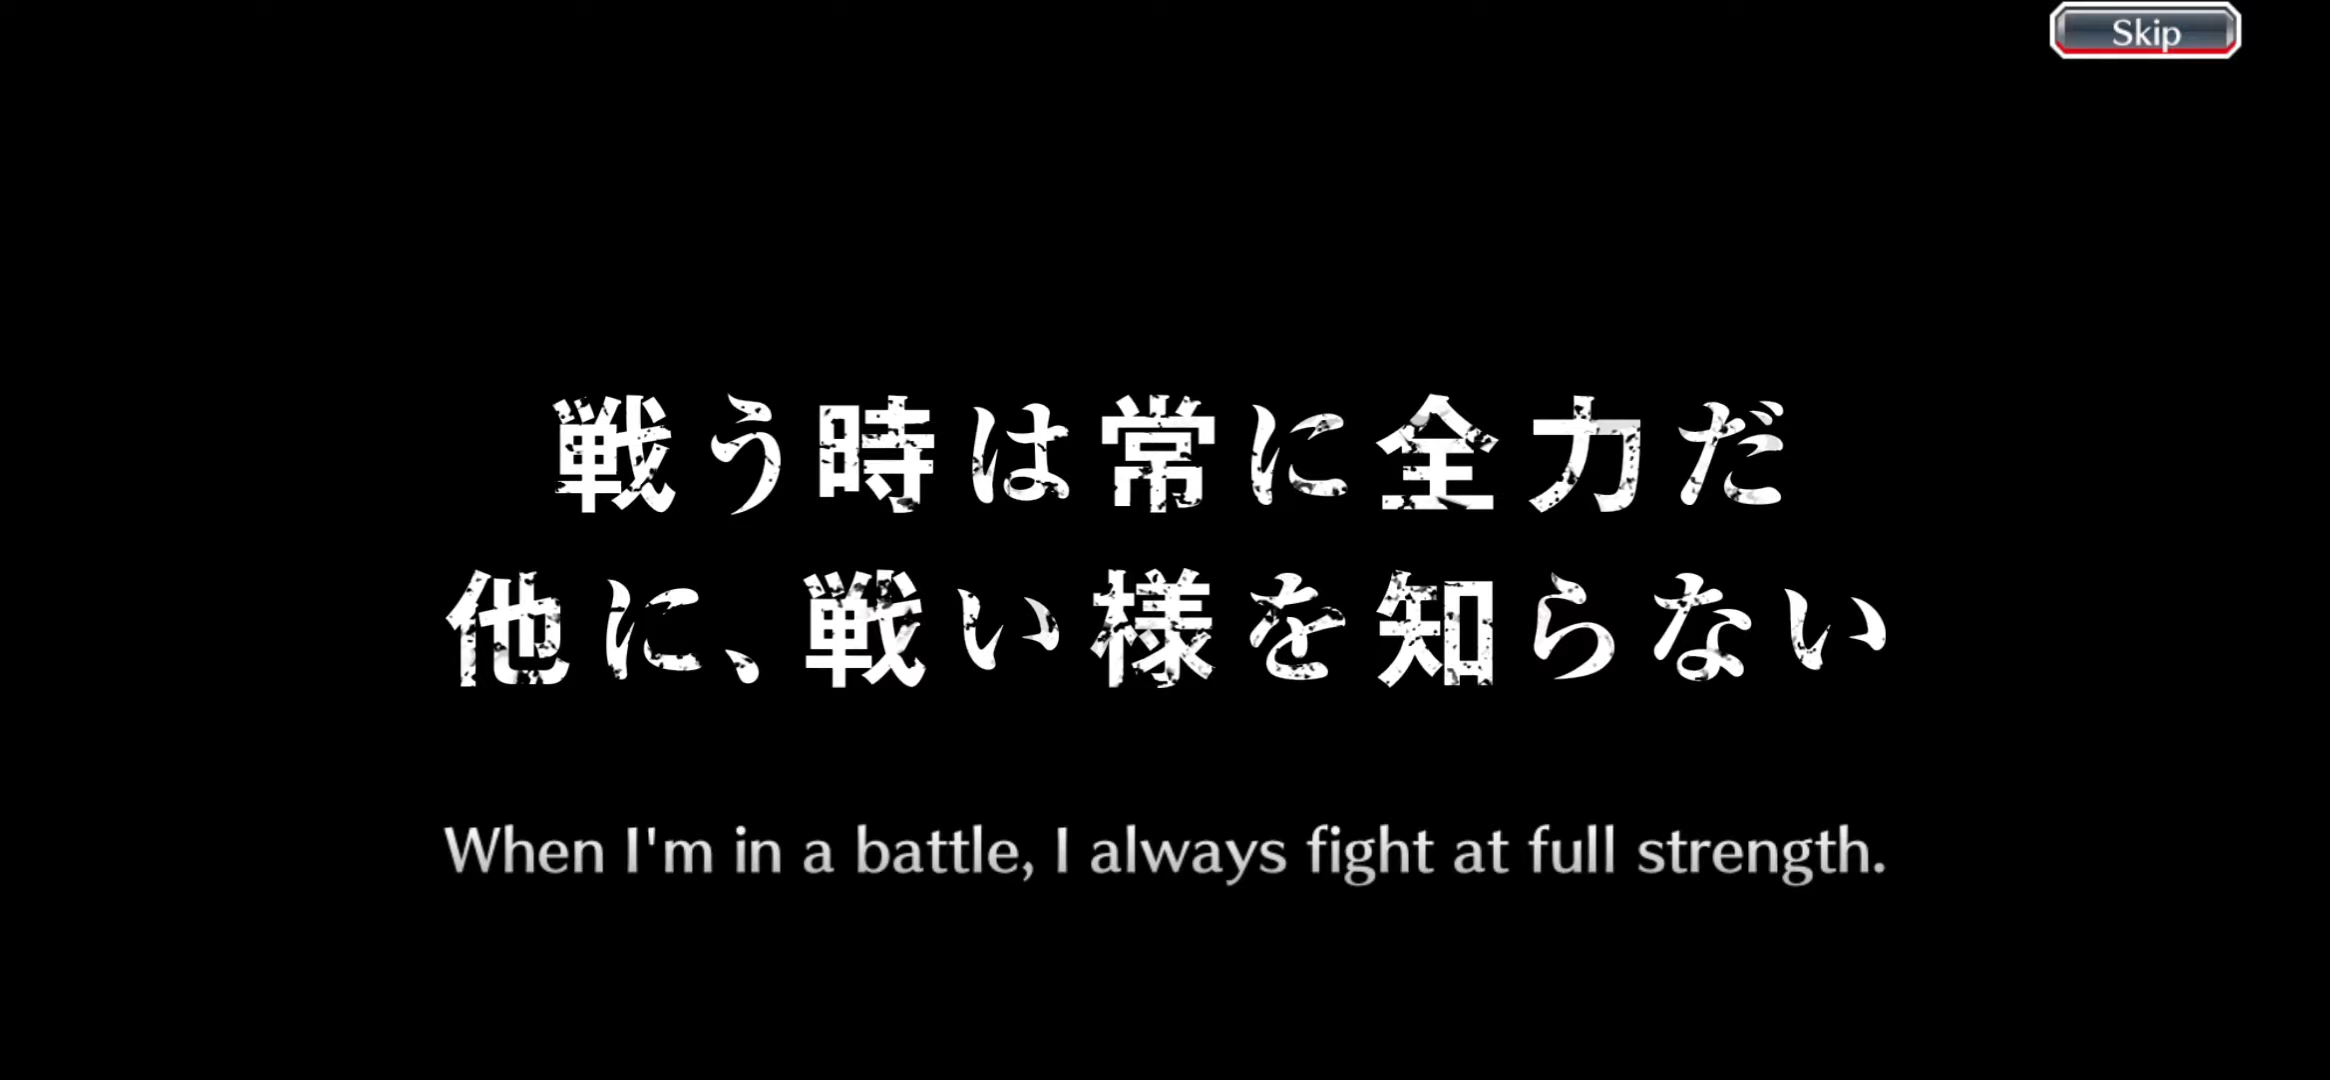 Skip
戦う時は常に全力だ
他に、戦い様を知らない
When I'm in a battle, I always fight at full strength.